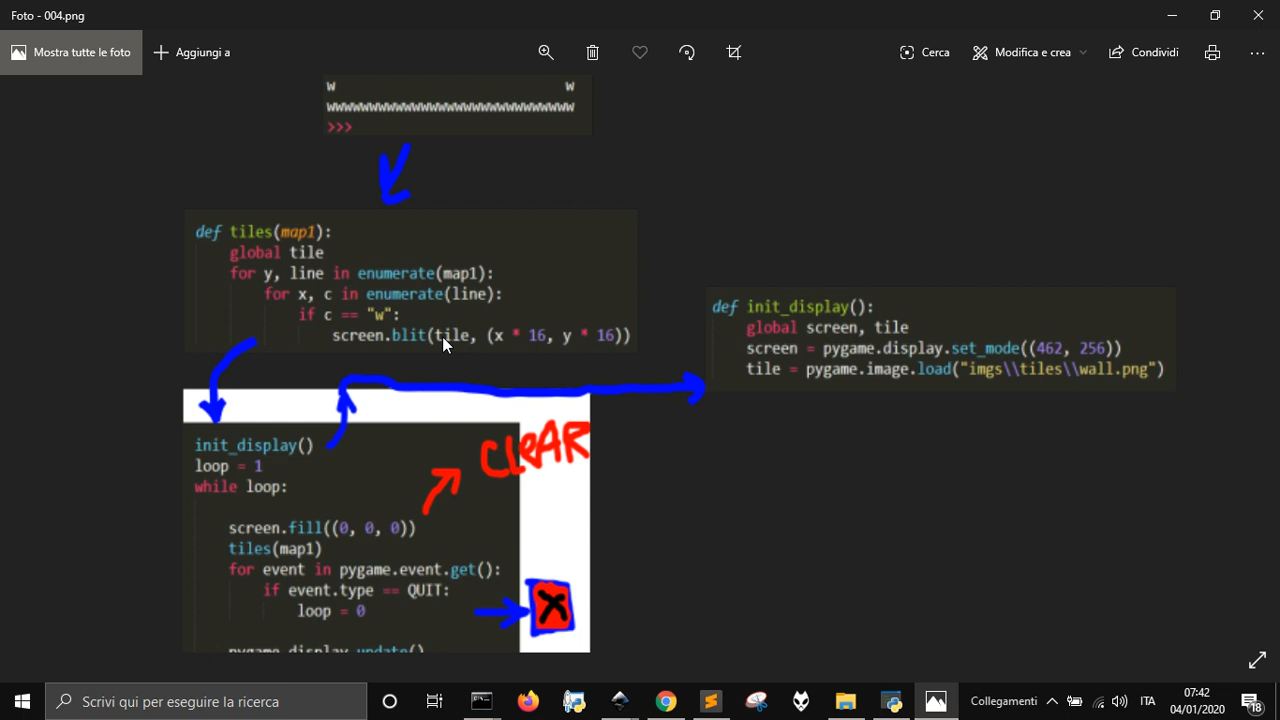 Foto - 004.png
Mostra tutte le foto
Aggiungi a
Cerca
Modifica e crea
Condividi
w w
wwwwwwwwwwwwwwwwwwwwwwwwwwwww
>>>
def tiles(map1):
global tile
for y, line in enumerate(map1):
for x, c in enumerate(line):
if c == "w":
screen.blit(tile, (x * 16, y * 16))
def init_display():
global screen, tile
screen = pygame.display.set_mode((462, 256))
tile = pygame.image.load("imgs\\tiles\\wall.png")
init_display()
loop = 1
while loop:
CLEAR
screen.fill((0, 0, 0))
tiles(map1)
for event in pygame.event.get():
if event.type == QUIT:
loop = 0
X
pygame.display.update()
Scrivi qui per eseguire la ricerca
Collegamenti
ITA
07:42
04/01/2020
18